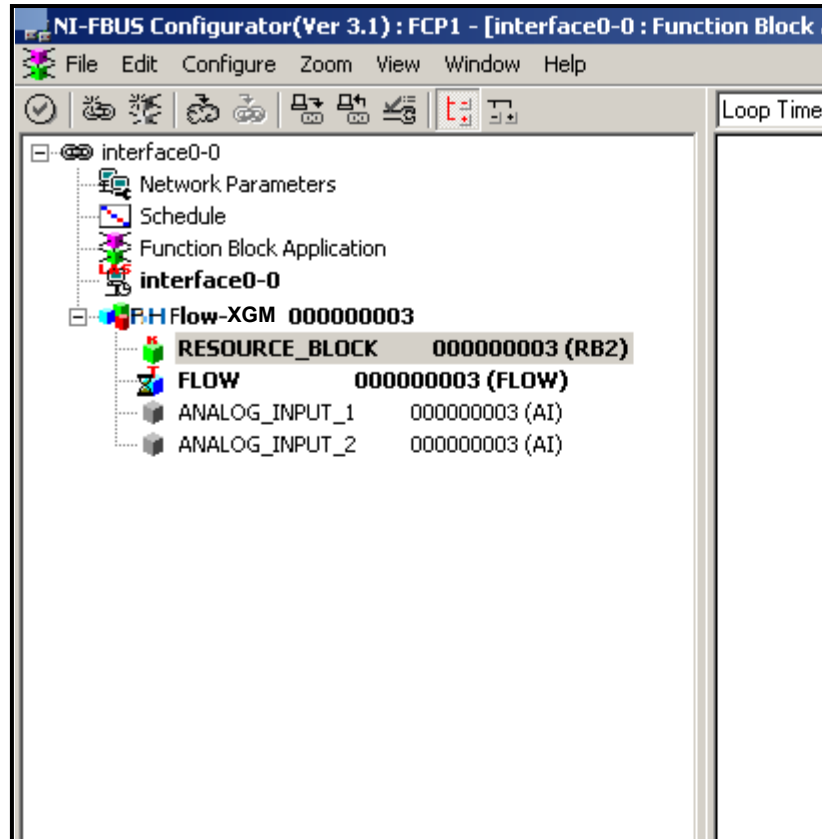 NI-FBUS Configurator(Ver 3.1) : FCP1 - [interface0-0 : Function Block
File Edit Configure Zoom View Window Help
Loop Time
interface0-0
Network Parameters
Schedule
Function Block Application
LAS
interface0-0
Flow-XGM 000000003
RESOURCE_BLOCK 000000003 (RB2)
FLOW 000000003 (FLOW)
ANALOG_INPUT_1 000000003 (AI)
ANALOG_INPUT_2 000000003 (AI)